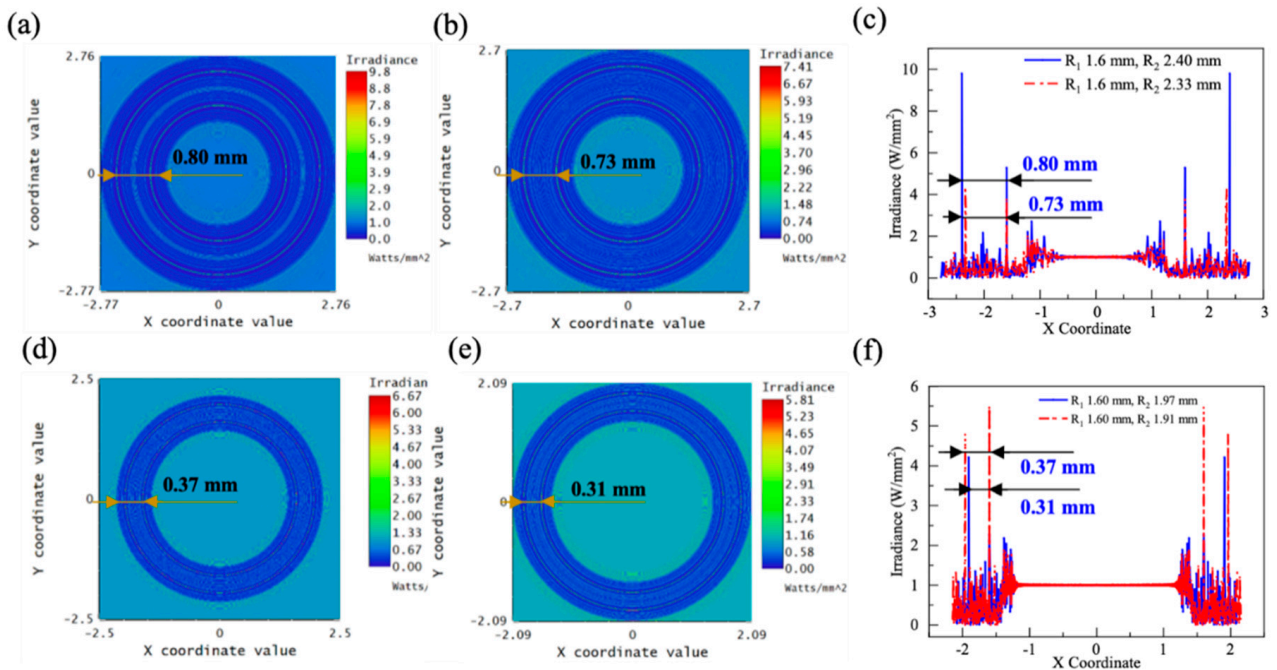 (a)
2.76
Y coordinate value
0
-2.77
-2.77
0
2.76
X coordinate value
0.80 mm
Irradiance
9.8
8.8
7.9
6.9
5.9
4.9
3.9
2.9
2.0
1.0
0.0
Watts/mm^2
(b)
2.7
Y coordinate value
0
-2.7
-2.7
0
2.7
X coordinate value
0.73 mm
Irradiance
7.41
6.67
5.93
5.19
4.45
3.71
2.96
2.22
1.48
0.74
0.00
Watts/mm^2
(c)
R1 1.6 mm, R2 2.40 mm
R1 1.6 mm, R2 2.33 mm
0.80 mm
0.73 mm
Irradiance (W/mm2)
10
8
6
4
2
0
-3
-2
-1
0
1
2
3
X Coordinate
(d)
2.5
Y coordinate value
0
-2.5
-2.5
0
2.5
X coordinate value
0.37 mm
Irradian
6.67
6.00
5.33
4.67
4.00
3.33
2.67
2.00
1.33
0.67
0.00
Watts/
(e)
2.09
Y coordinate value
0
-2.09
-2.09
0
2.09
X coordinate value
0.31 mm
Irradiance
5.81
5.23
4.65
4.07
3.49
2.91
2.33
1.74
1.16
0.58
0.00
Watts/mm^2
(f)
R1 1.60 mm, R2 1.97 mm
R1 1.60 mm, R2 1.91 mm
0.37 mm
0.31 mm
Irradiance (W/mm2)
6
5
4
3
2
1
0
-2
-1
0
1
2
X Coordinate